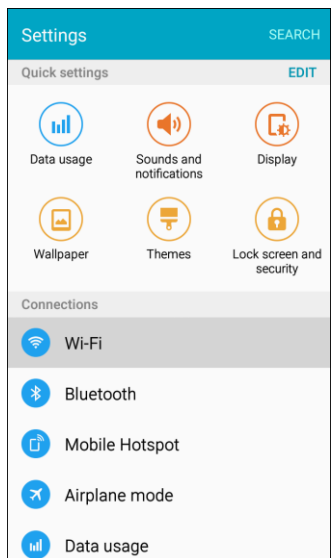 Settings SEARCH
Quick settings EDIT
Data usage Sounds and notifications Display
Wallpaper Themes Lock screen and security
Connections
Wi-Fi
Bluetooth
Mobile Hotspot
Airplane mode
Data usage